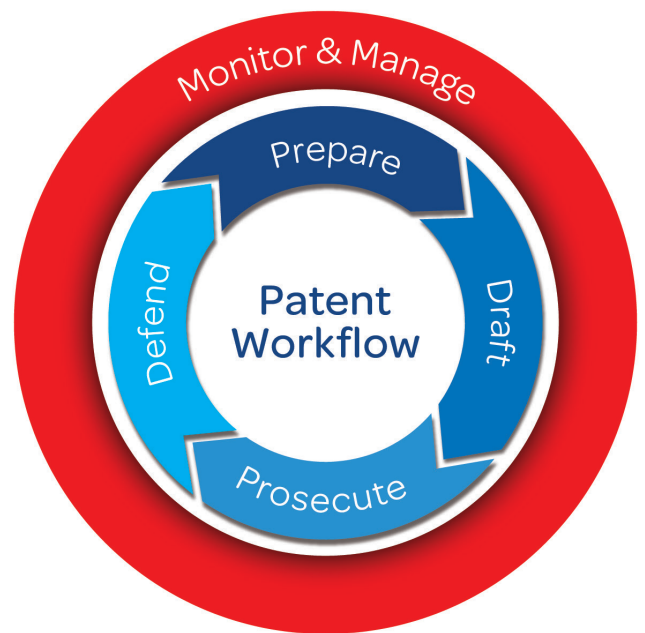 Monitor & Manage
Prepare
Draft
Prosecute
Defend
Patent
Workflow